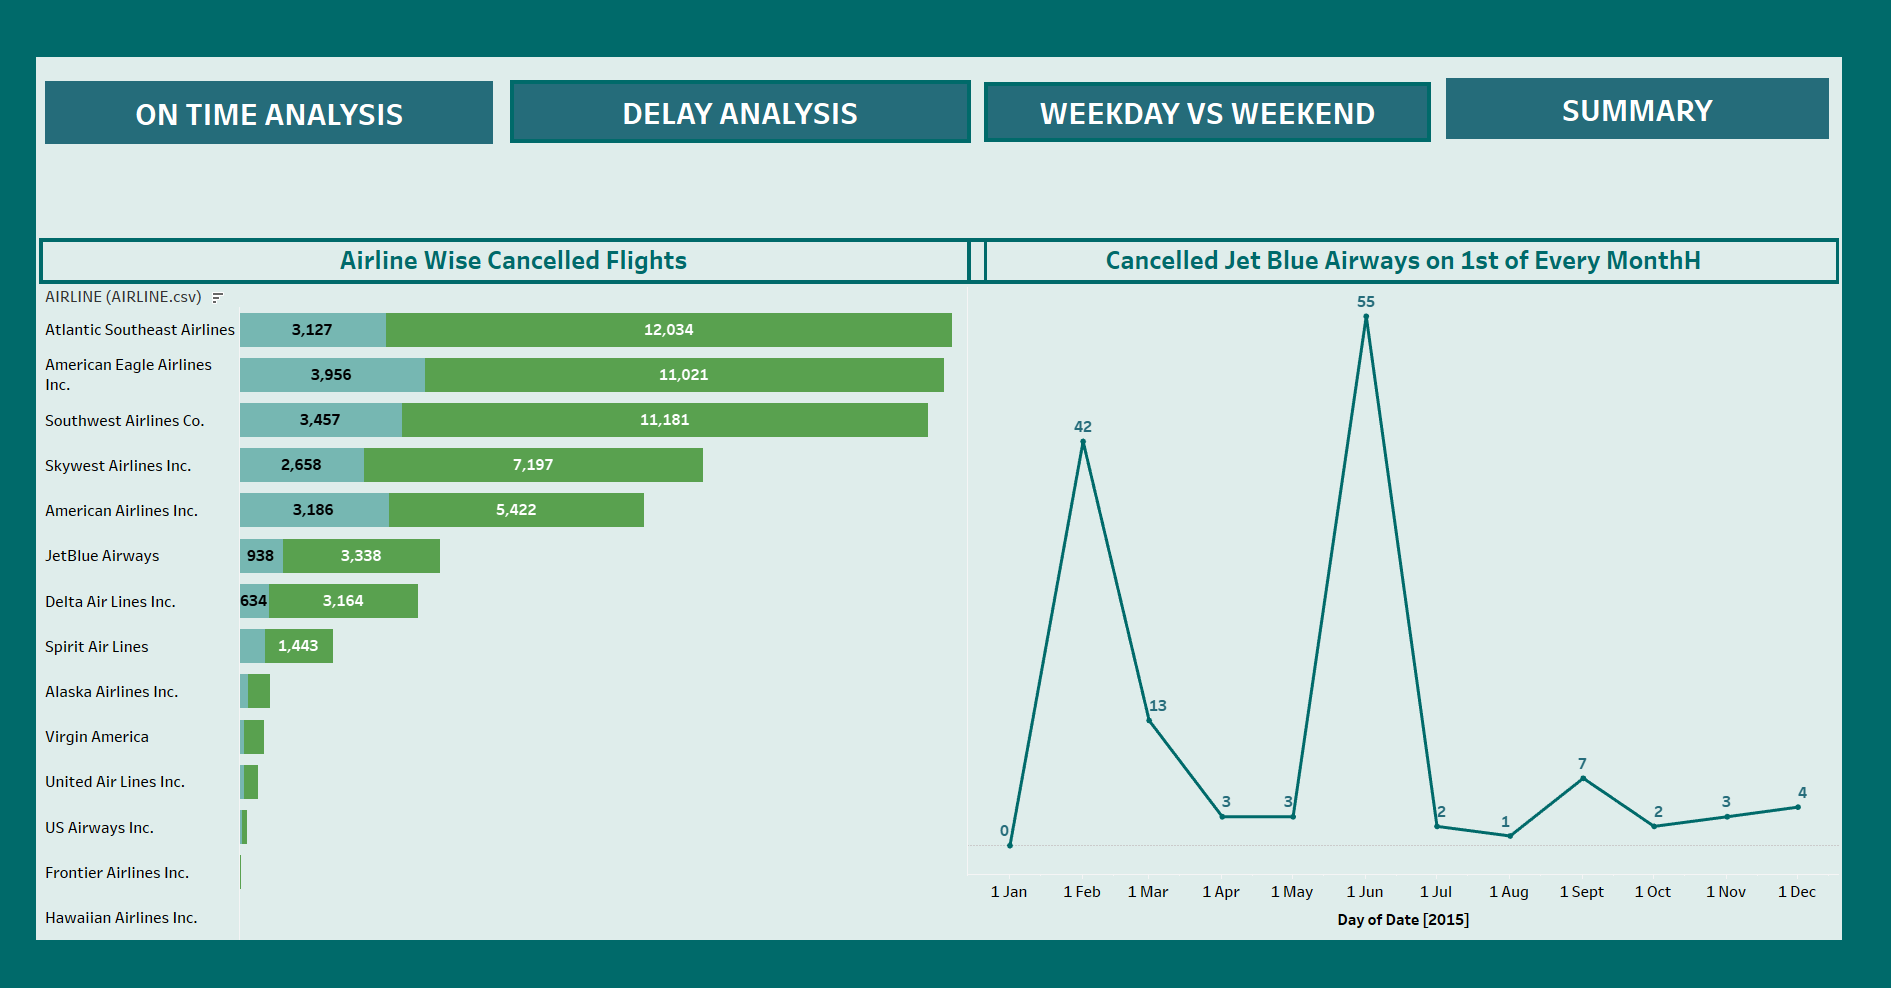 ON TIME ANALYSIS
DELAY ANALYSIS
WEEKDAY VS WEEKEND
SUMMARY
Airline Wise Cancelled Flights
AIRLINE (AIRLINE.csv)
Atlantic Southeast Airlines 3,127 12,034
American Eagle Airlines
Inc.
3,956 11,021
Southwest Airlines Co. 3,457 11,181
Skywest Airlines Inc. 2,658 7,197
American Airlines Inc. 3,186 5,422
JetBlue Airways 938 3,338
Delta Air Lines Inc. 634 3,164
Spirit Air Lines 1,443
Alaska Airlines Inc.
Virgin America
United Air Lines Inc.
US Airways Inc.
Frontier Airlines Inc.
Hawaiian Airlines Inc.
Cancelled Jet Blue Airways on 1st of Every MonthH
0
42
13
3
3
55
2
1
7
2
3
4
1 Jan 1 Feb 1 Mar 1 Apr 1 May 1 Jun 1 Jul 1 Aug 1 Sept 1 Oct 1 Nov 1 Dec
Day of Date [2015]